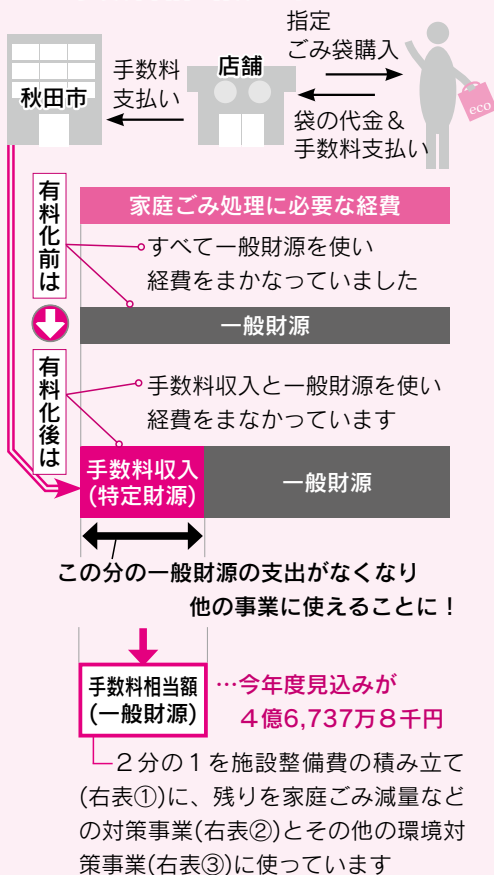 指定
ごみ袋購入
店舗
手数料
支払い
秋田市
eco
袋の代金＆
手数料支払い
有料化前は
家庭ごみ処理に必要な経費
すべて一般財源を使い
経費をまかなっていました
一般財源
有料化後は
手数料収入と一般財源を使い
経費をまなかっています
手数料収入
(特定財源)
一般財源
この分の一般財源の支出がなくなり
他の事業に使えることに！
手数料相当額
(一般財源)
…今年度見込みが
４億6,737万８千円
２分の１を施設整備費の積み立て
(右表①)に、残りを家庭ごみ減量など
の対策事業(右表②)とその他の環境対
策事業(右表③)に使っています